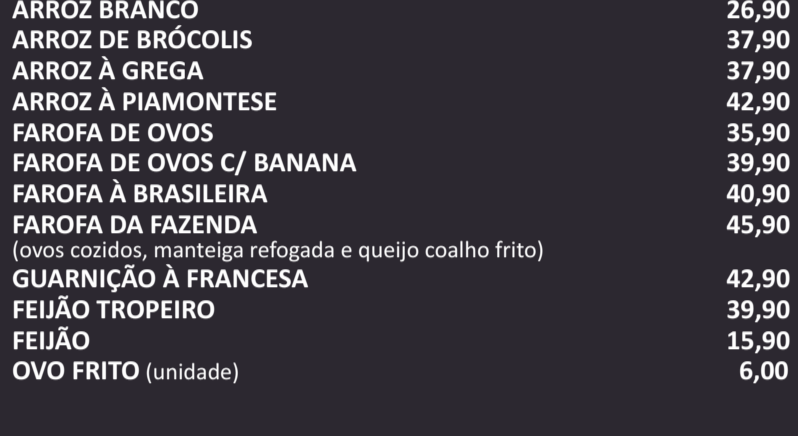 ARROZ BRANCO 26,90
ARROZ DE BRÓCOLIS 37,90
ARROZ À GREGA 37,90
ARROZ À PIAMONTESE 42,90
FAROFA DE OVOS 35,90
FAROFA DE OVOS C/ BANANA 39,90
FAROFA À BRASILEIRA 40,90
FAROFA DA FAZENDA 45,90
(ovos cozidos, manteiga refogada e queijo coalho frito)
GUARNIÇÃO À FRANCESA 42,90
FEIJÃO TROPEIRO 39,90
FEIJÃO 15,90
OVO FRITO (unidade) 6,00